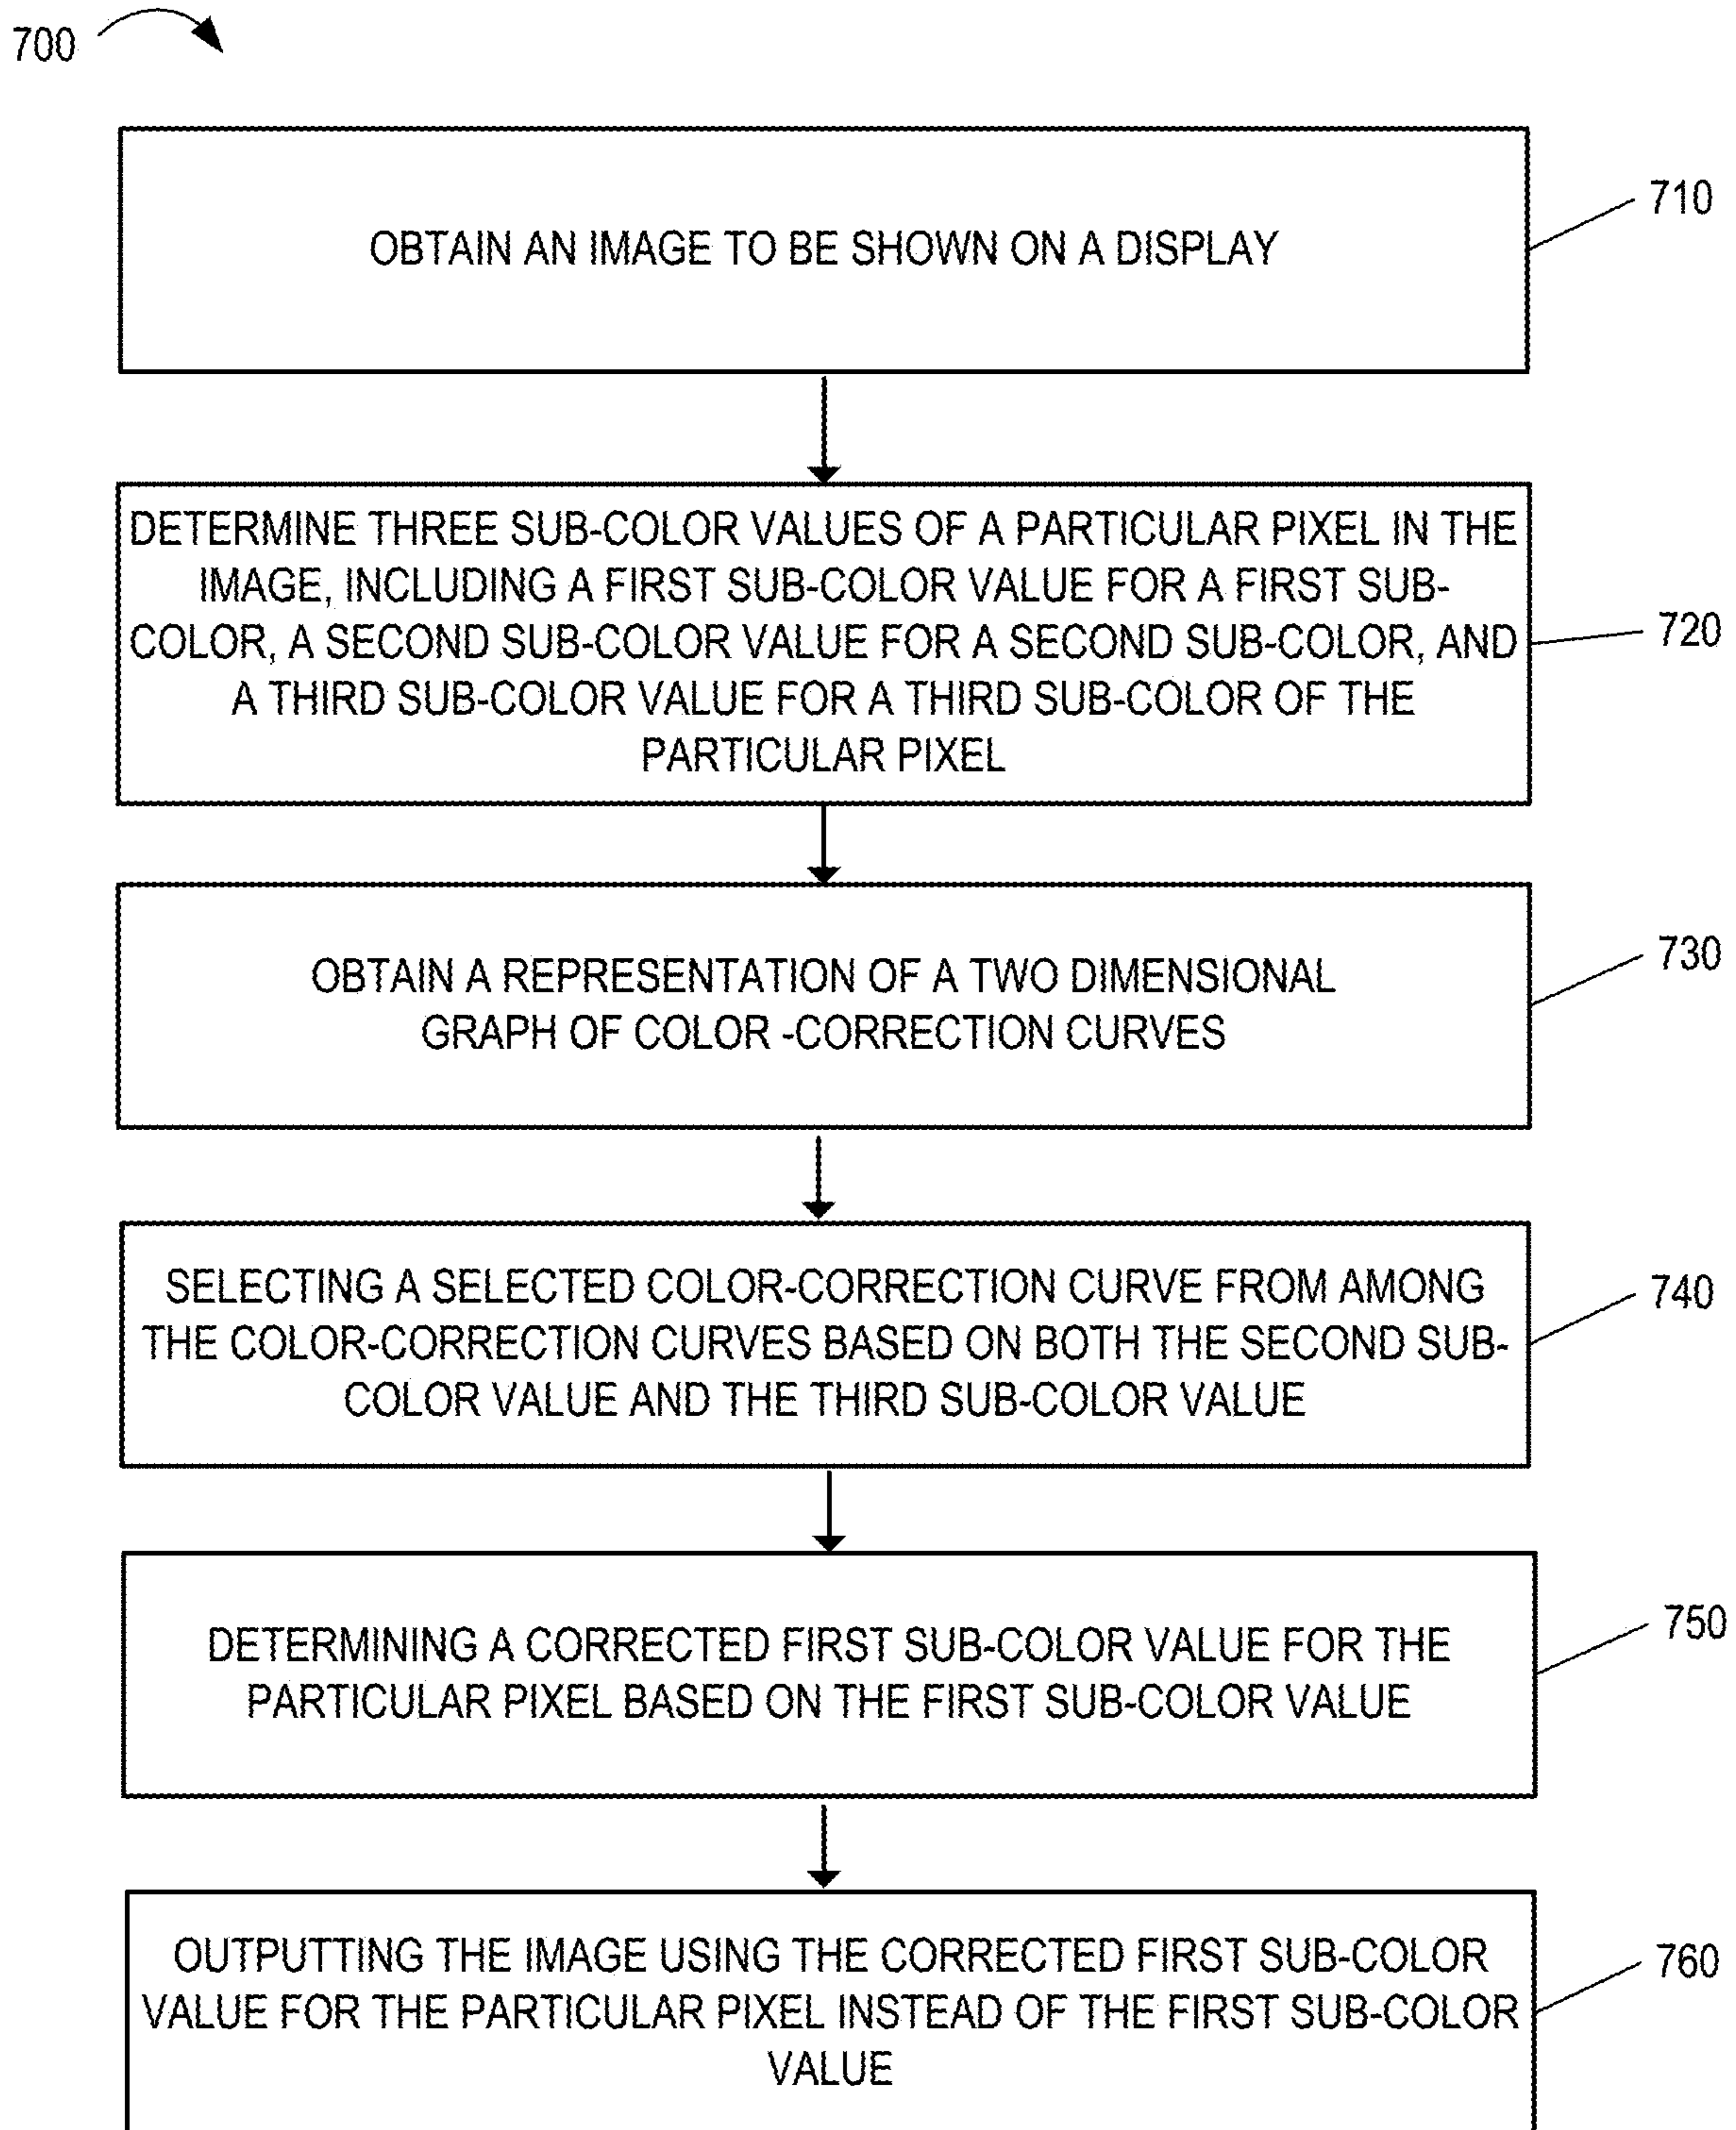 700
OBTAIN AN IMAGE TO BE SHOWN ON A DISPLAY
710
DETERMINE THREE SUB-COLOR VALUES OF A PARTICULAR PIXEL IN THE
IMAGE, INCLUDING A FIRST SUB-COLOR VALUE FOR A FIRST SUB-
COLOR, A SECOND SUB-COLOR VALUE FOR A SECOND SUB-COLOR, AND
A THIRD SUB-COLOR VALUE FOR A THIRD SUB-COLOR OF THE
PARTICULAR PIXEL
720
OBTAIN A REPRESENTATION OF A TWO DIMENSIONAL
GRAPH OF COLOR -CORRECTION CURVES
730
SELECTING A SELECTED COLOR-CORRECTION CURVE FROM AMONG
THE COLOR-CORRECTION CURVES BASED ON BOTH THE SECOND SUB-
COLOR VALUE AND THE THIRD SUB-COLOR VALUE
740
DETERMINING A CORRECTED FIRST SUB-COLOR VALUE FOR THE
PARTICULAR PIXEL BASED ON THE FIRST SUB-COLOR VALUE
750
OUTPUTTING THE IMAGE USING THE CORRECTED FIRST SUB-COLOR
VALUE FOR THE PARTICULAR PIXEL INSTEAD OF THE FIRST SUB-COLOR
VALUE
760